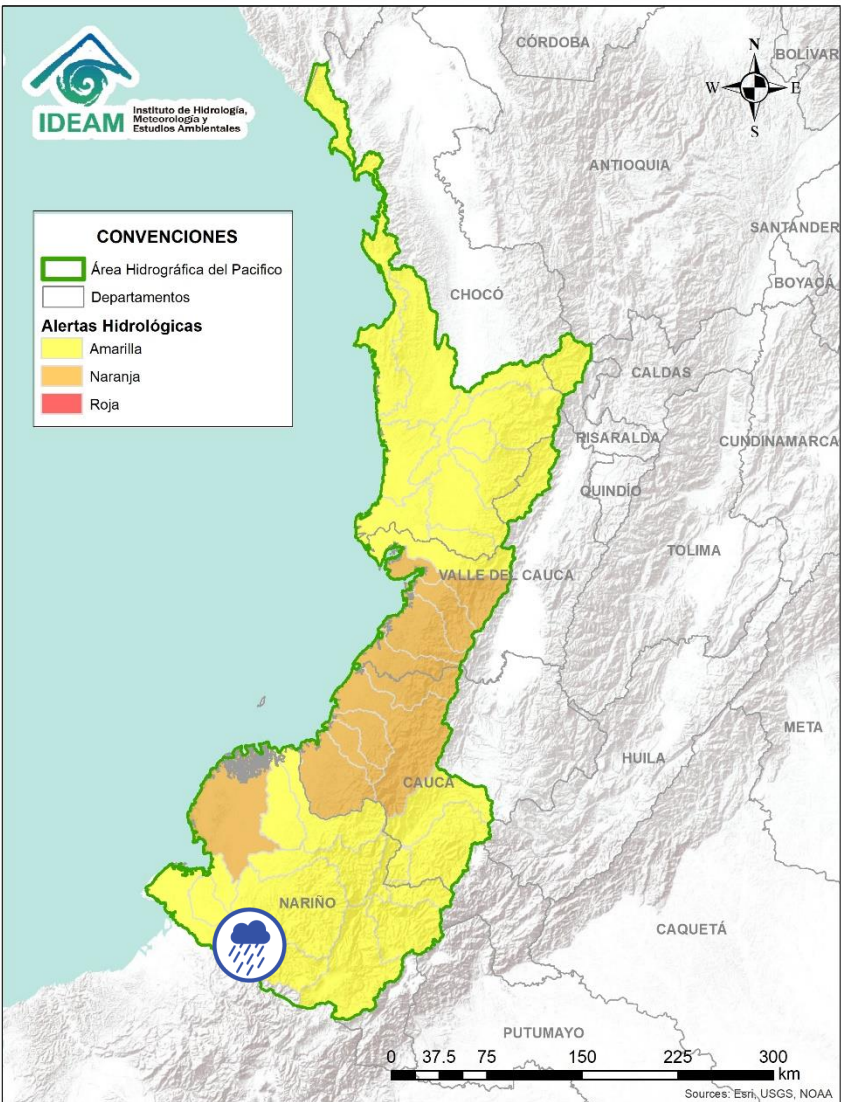 IDEAM
Instituto de Hidrología,
Meteorología y
Estudios Ambientales
N
W E
S
CONVENCIONES
Área Hidrográfica del Pacifico
Departamentos
Alertas Hidrológicas
Amarilla
Naranja
Roja
CÓRDOBA
BOLÍVAR
ANTIOQUIA
SANTANDER
BOYACÁ
CHOCÓ
CALDAS
RISARALDA
CUNDINAMARCA
QUINDÍO
TOLIMA
VALLE DEL CAUCA
META
HUILA
CAUCA
NARIÑO
CAQUETÁ
PUTUMAYO
0 37.5 75 150 225 300
km
Sources: Esri, USGS, NOAA